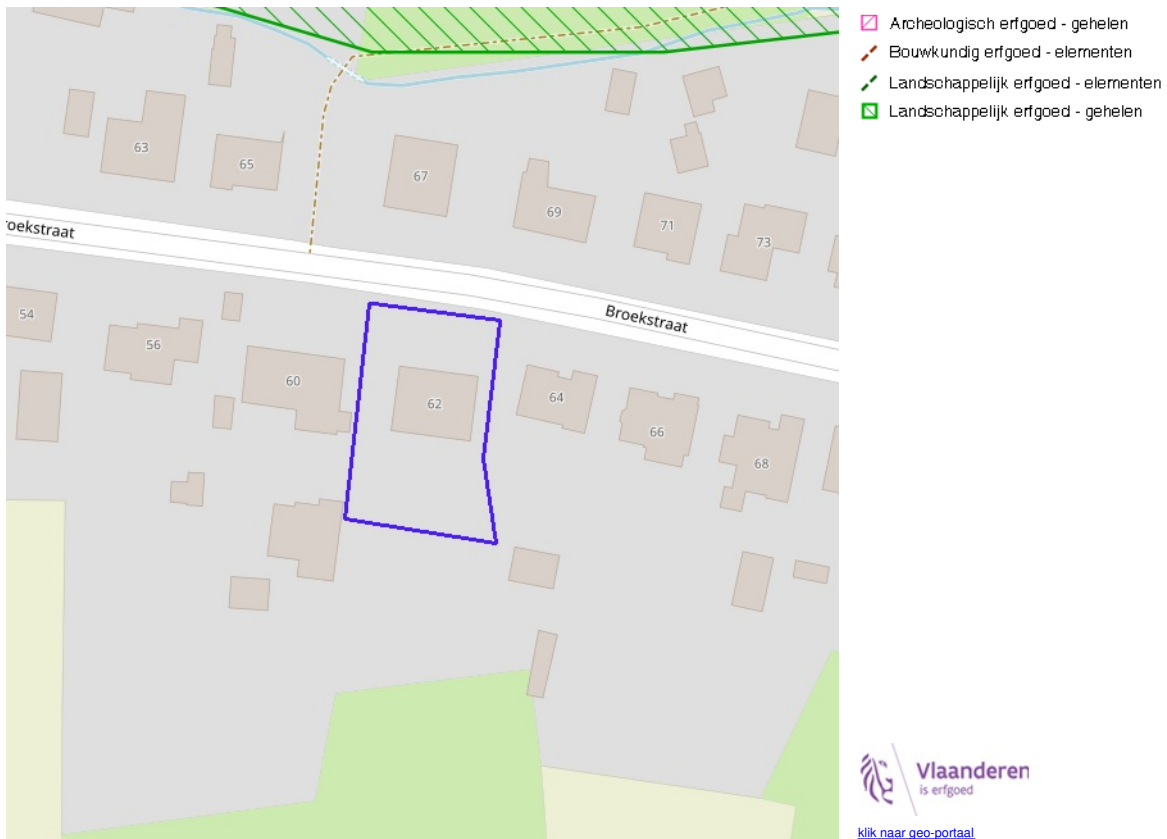 Archeologisch erfgoed - gehelen
Bouwkundig erfgoed - elementen
Landschappelijk erfgoed - elementen
Landschappelijk erfgoed - gehelen
63
65
67
69
71
73
roekstraat
Broekstraat
54
56
60
62
64
66
68
Vlaanderen
is erfgoed
klik naar geo-portaal